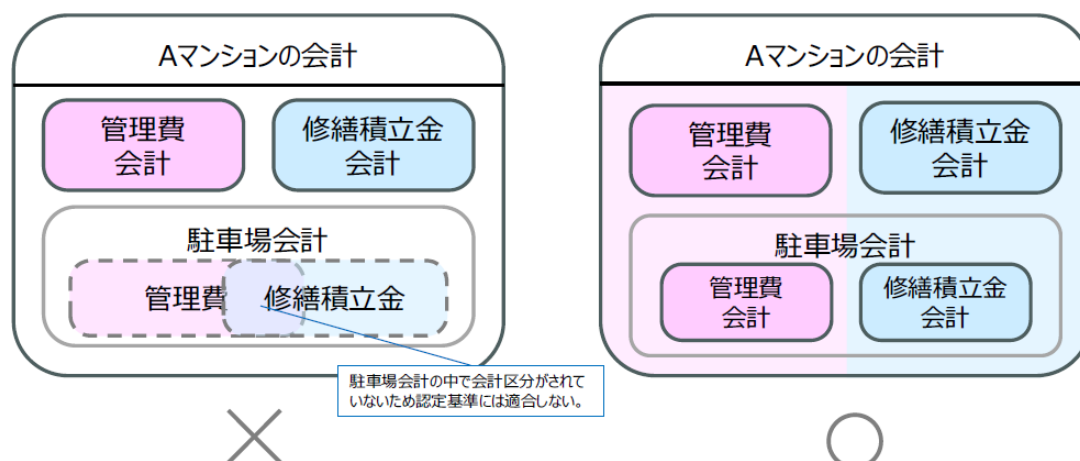 Aマンションの会計
管理費
会計
修繕積立金
会計
駐車場会計
管理費
修繕積立金
駐車場会計の中で会計区分がされて
いないため認定基準には適合しない。
Aマンションの会計
管理費
会計
修繕積立金
会計
駐車場会計
管理費
会計
修繕積立金
会計